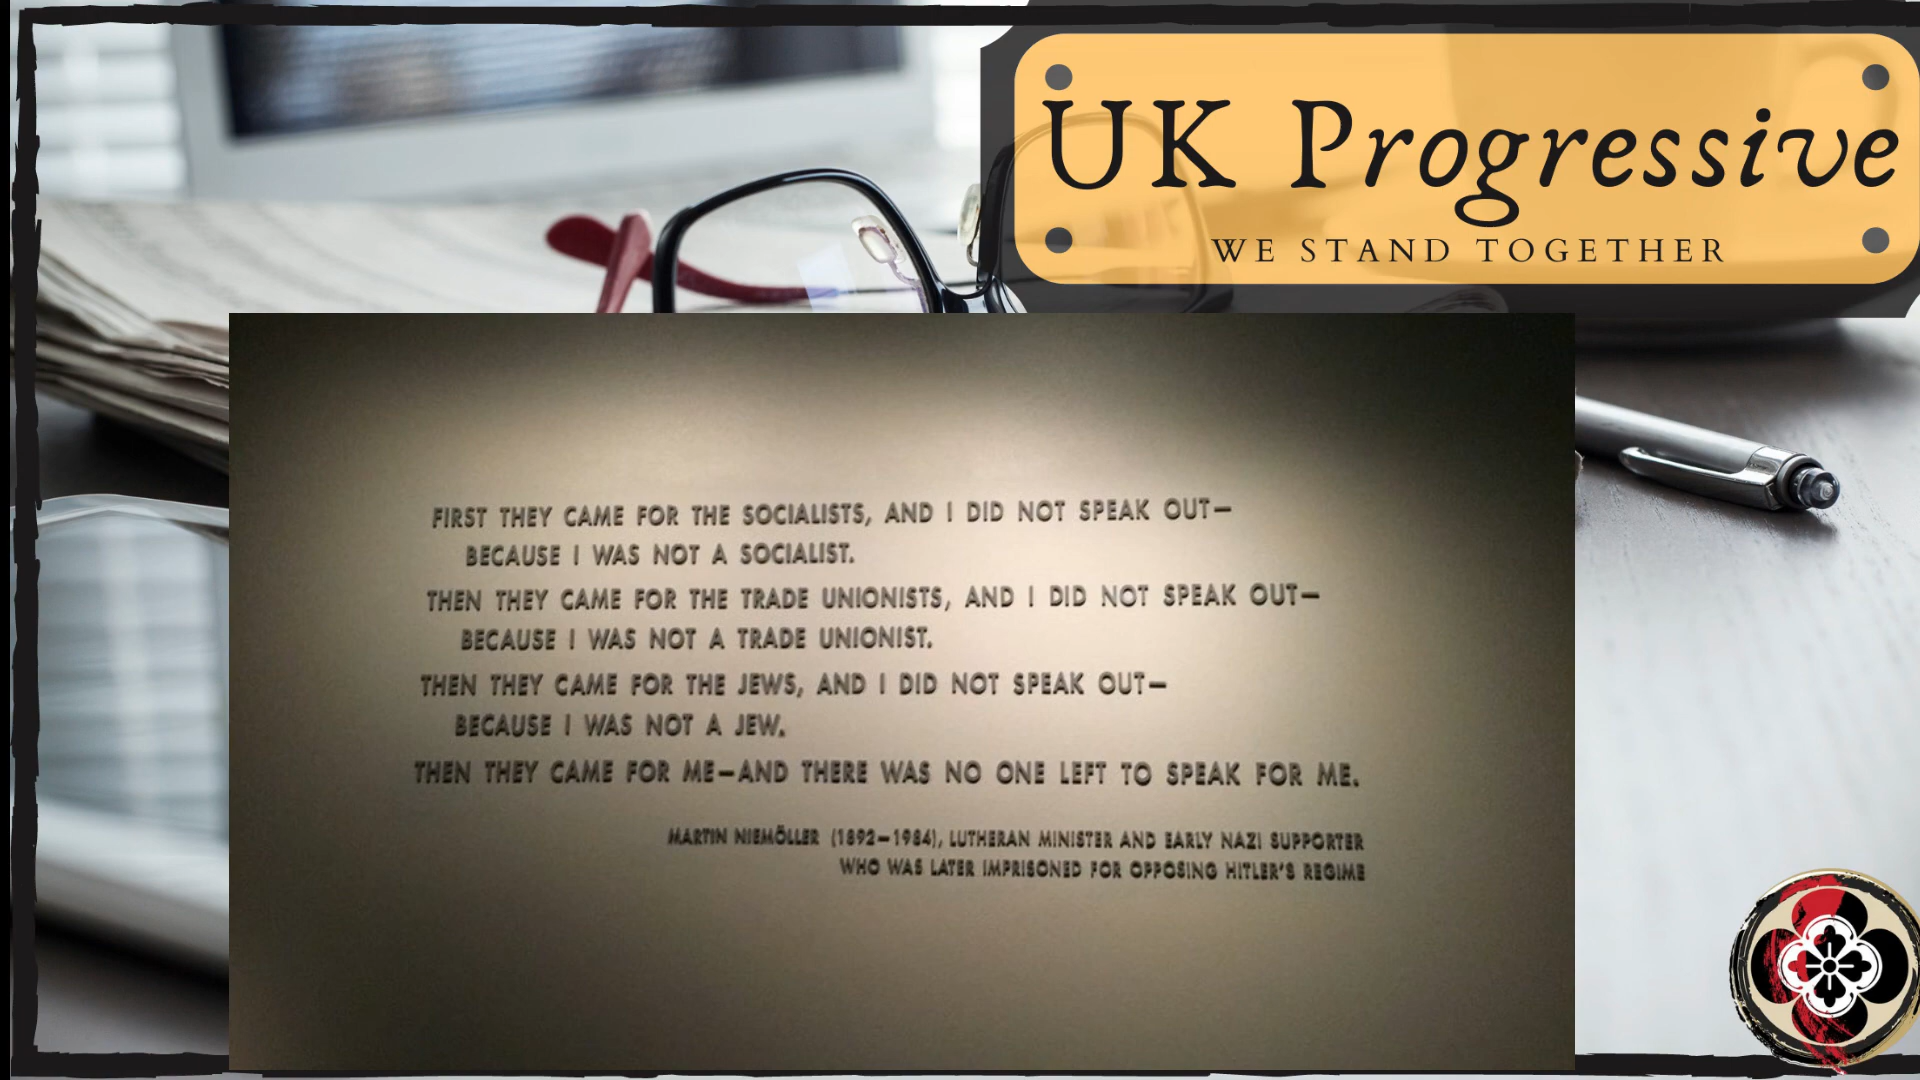 UK Progressive
WE STAND TOGETHER
FIRST THEY CAME FOR THE SOCIALISTS, AND I DID NOT SPEAK OUT—
BECAUSE I WAS NOT A SOCIALIST.
THEN THEY CAME FOR THE TRADE UNIONISTS, AND I DID NOT SPEAK OUT—
BECAUSE I WAS NOT A TRADE UNIONIST.
THEN THEY CAME FOR THE JEWS, AND I DID NOT SPEAK OUT—
BECAUSE I WAS NOT A JEW.
THEN THEY CAME FOR ME—AND THERE WAS NO ONE LEFT TO SPEAK FOR ME.
MARTIN NIEMÖLLER (1892–1984), LUTHERAN MINISTER AND EARLY NAZI SUPPORTER
WHO WAS LATER IMPRISONED FOR OPPOSING HITLER'S REGIME